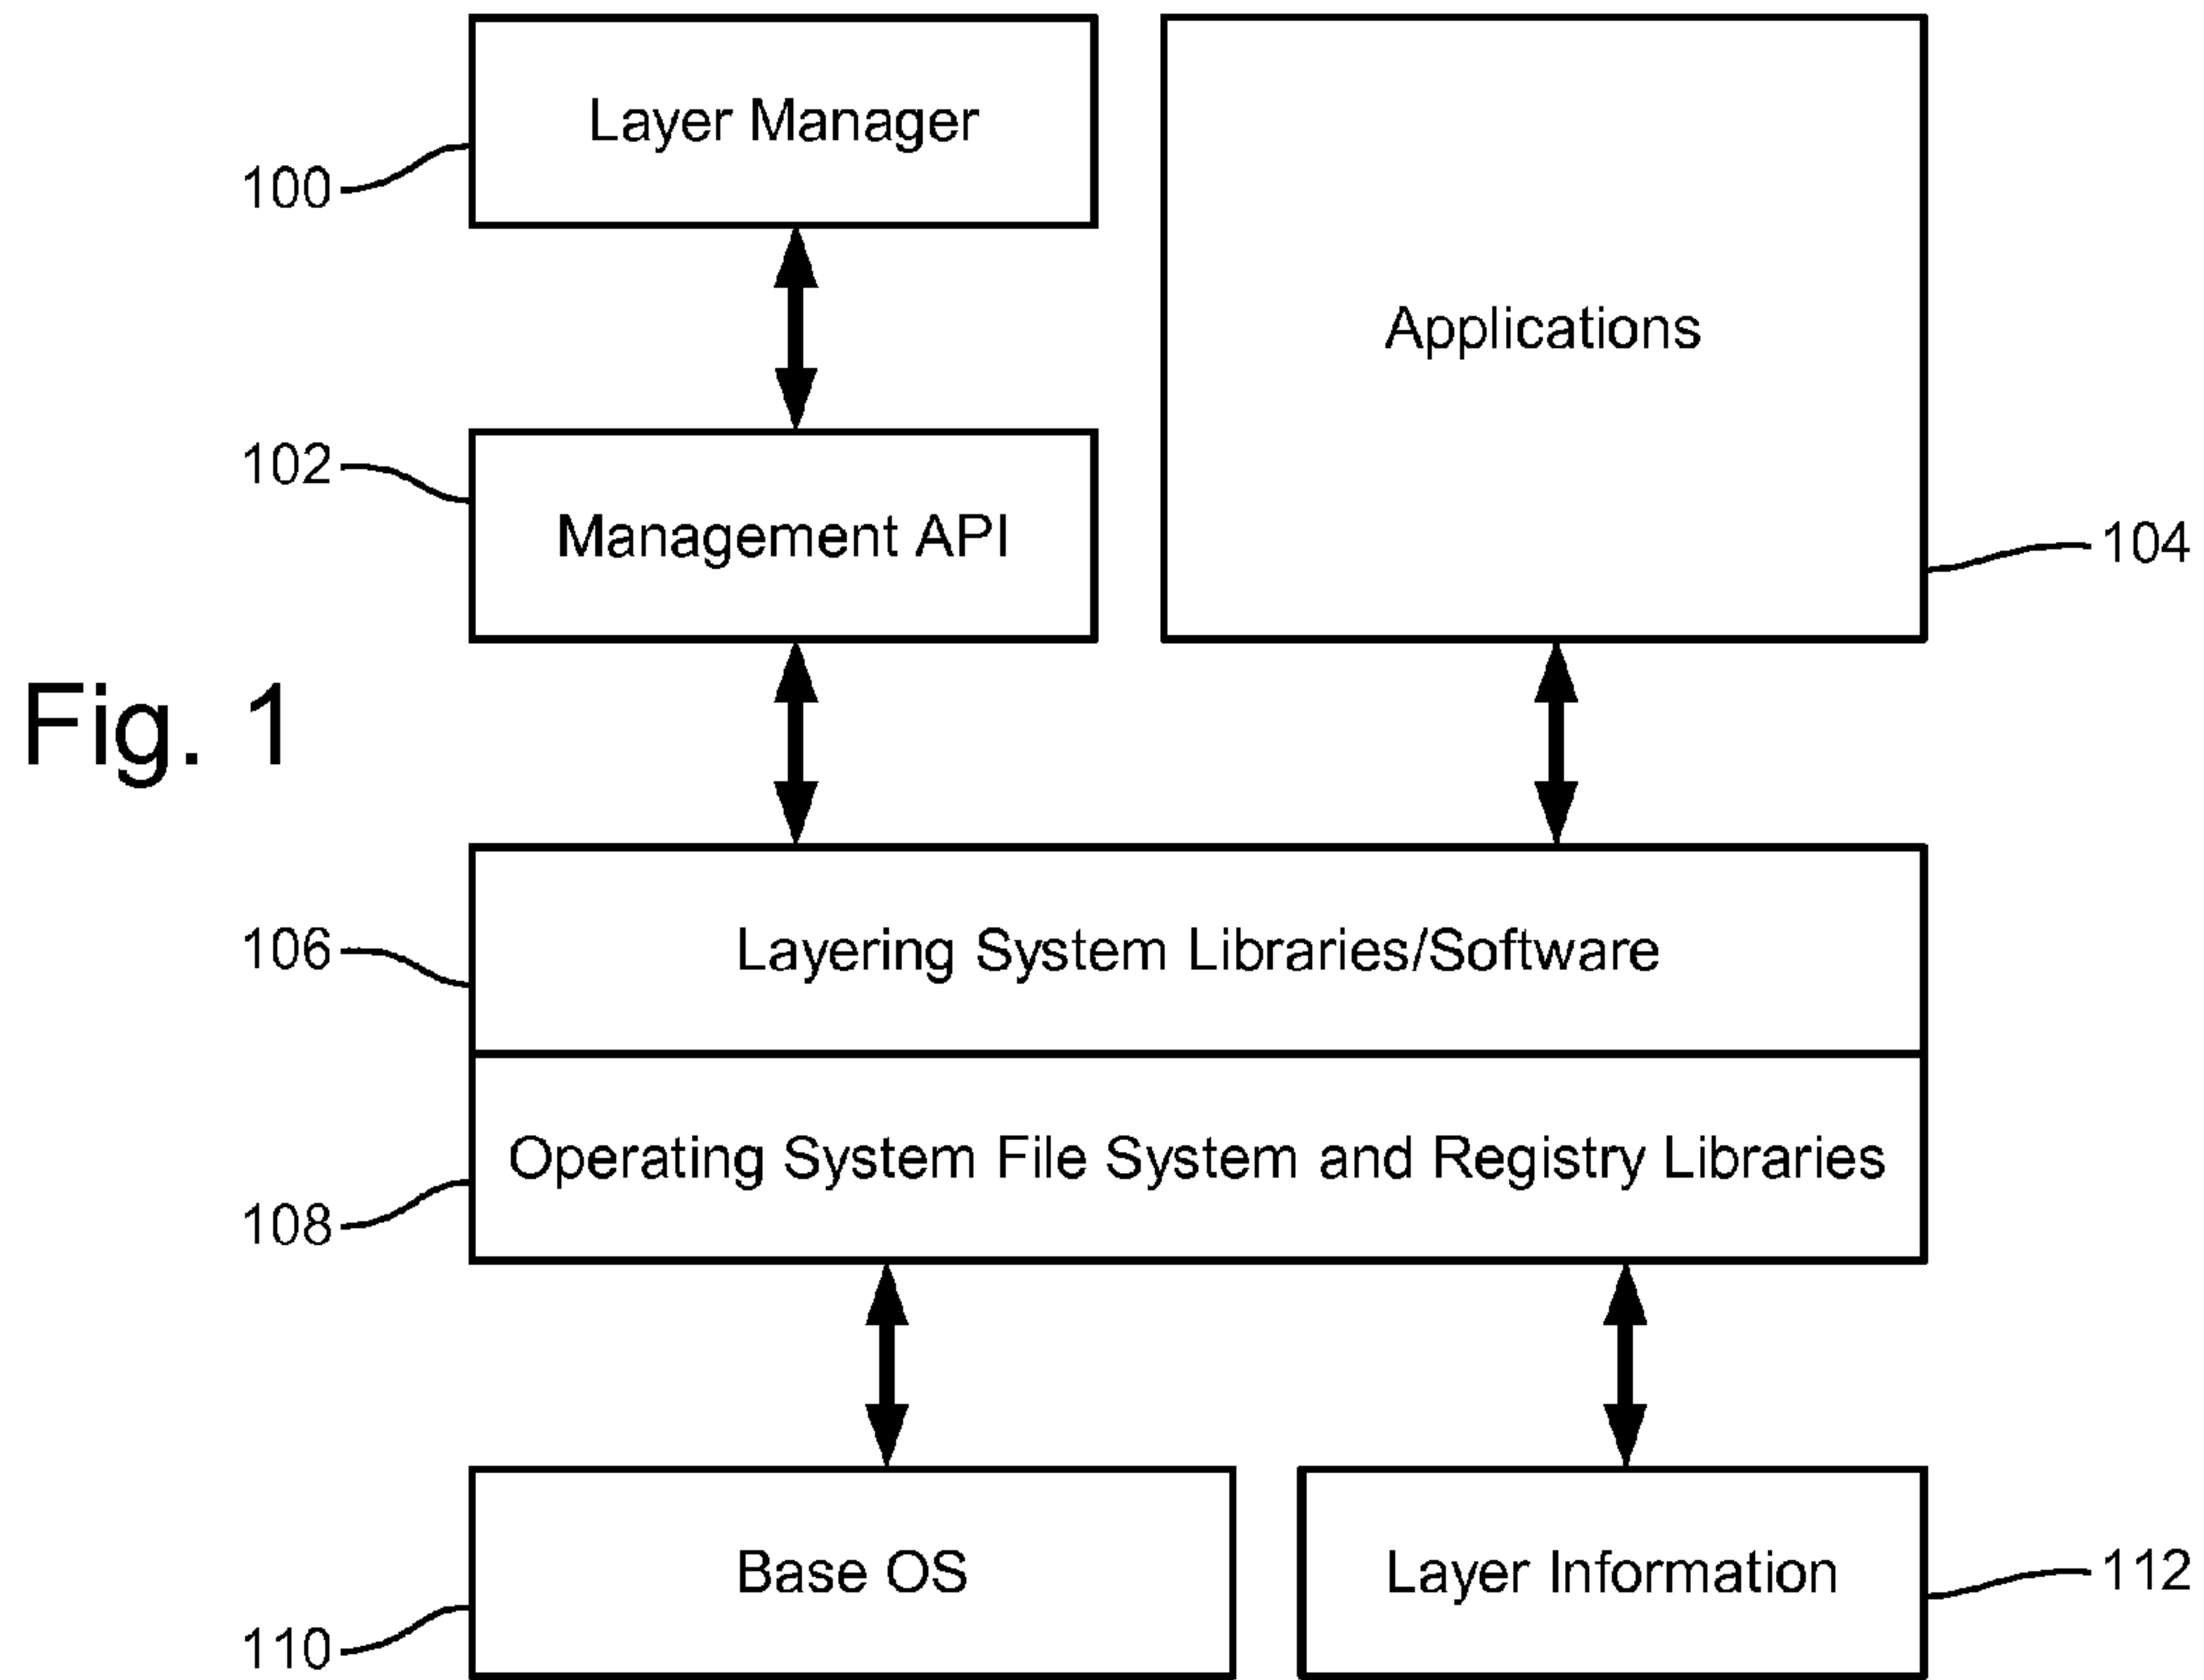 Layer Manager
100
Applications
102
Management API
104
Fig. 1
106
Layering System Libraries/Software
Operating System File System and Registry Libraries
108
Base OS
Layer Information
112
110